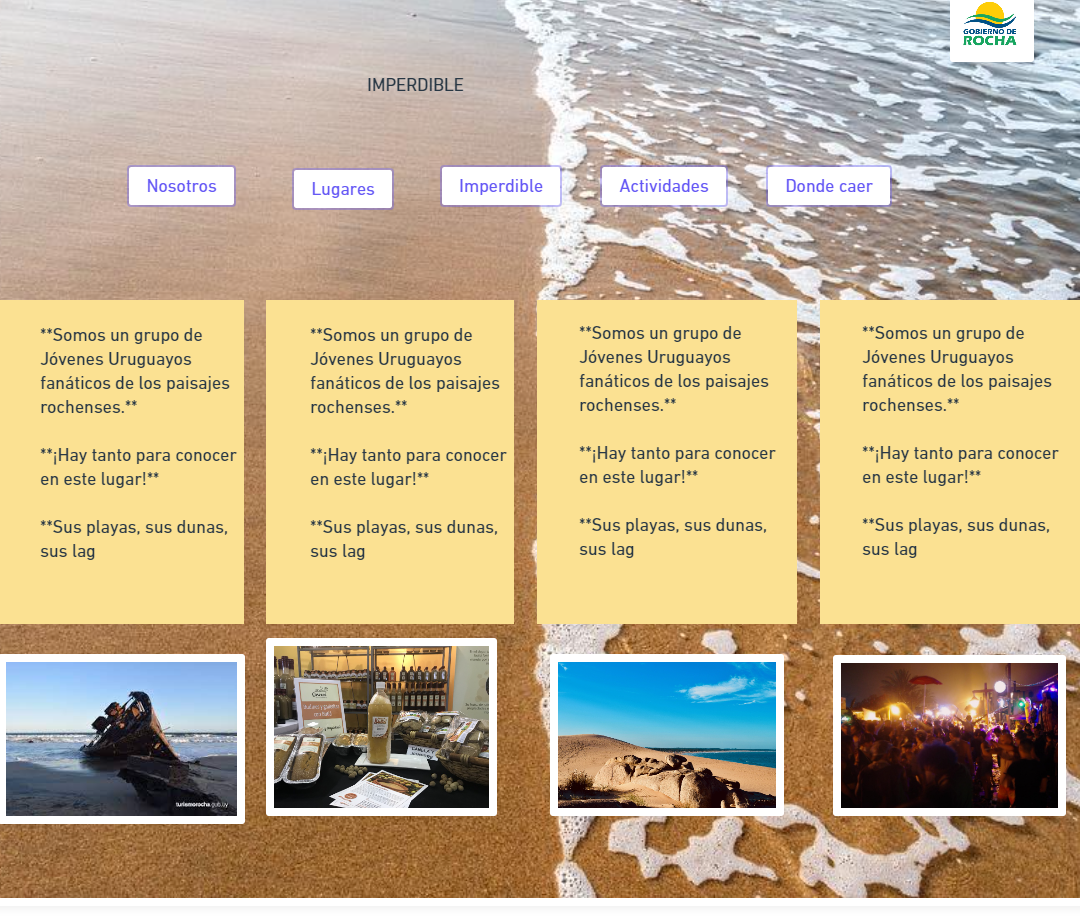 GOBIERNO DE
ROCHA
IMPERDIBLE
Nosotros
Lugares
Imperdible
Actividades
Donde caer
**Somos un grupo de
Jóvenes Uruguayos
fanáticos de los paisajes
rochenses.**
**¡Hay tanto para conocer
en este lugar!**
**Sus playas, sus dunas,
sus lag
**Somos un grupo de
Jóvenes Uruguayos
fanáticos de los paisajes
rochenses.**
**¡Hay tanto para conocer
en este lugar!**
**Sus playas, sus dunas,
sus lag
**Somos un grupo de
Jóvenes Uruguayos
fanáticos de los paisajes
rochenses.**
**¡Hay tanto para conocer
en este lugar!**
**Sus playas, sus dunas,
sus lag
**Somos un grupo de
Jóvenes Uruguayos
fanáticos de los paisajes
rochenses.**
**¡Hay tanto para conocer
en este lugar!**
**Sus playas, sus dunas,
sus lag
turismorocha.gub.uy